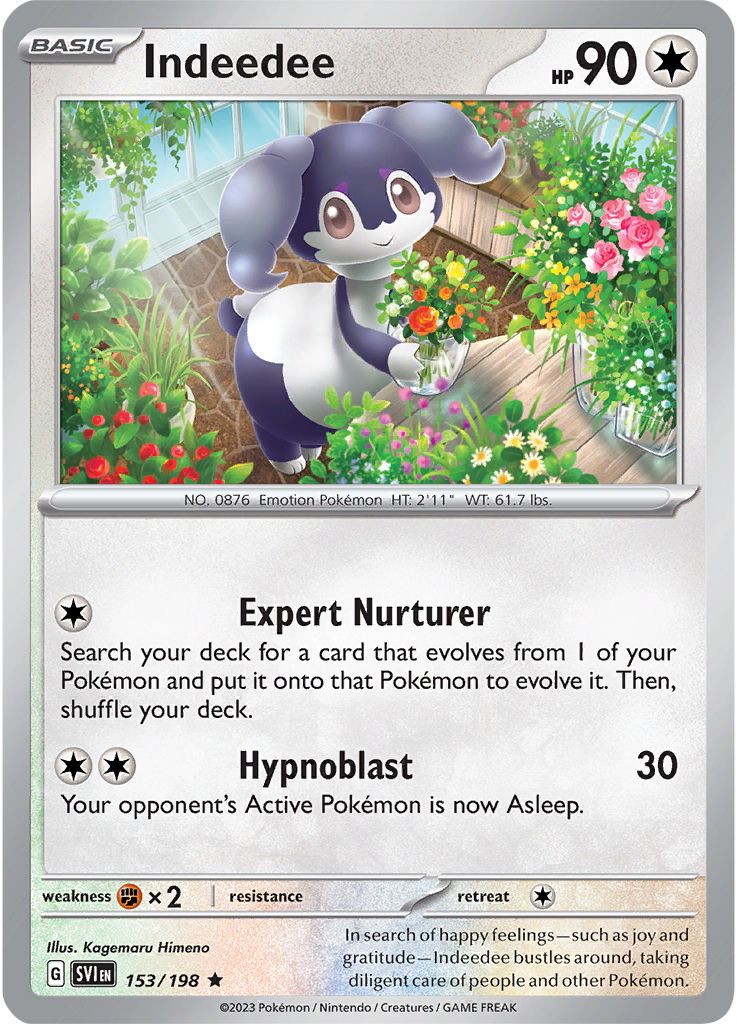 BASIC
Indeedee
HP 90
NO. 0876 Emotion Pokémon HT: 2'11" WT: 61.7 lbs.
Expert Nurturer
Search your deck for a card that evolves from 1 of your
Pokémon and put it onto that Pokémon to evolve it. Then,
shuffle your deck.
Hypnoblast 30
Your opponent's Active Pokémon is now Asleep.
weakness ×2 resistance retreat
Illus. Kagemaru Himeno
G SVI EN 153/198 ★
In search of happy feelings—such as joy and
gratitude—Indeedee bustles around, taking
diligent care of people and other Pokémon.
©2023 Pokémon / Nintendo / Creatures / GAME FREAK